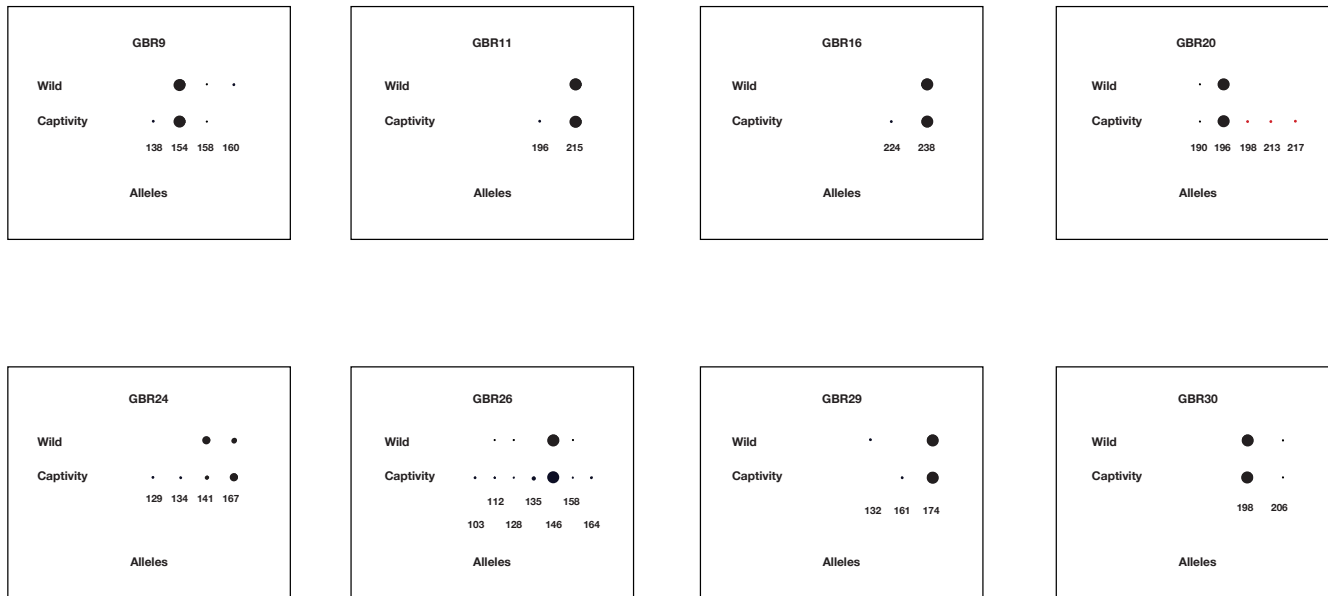 GBR9
Wild
Captivity
138 154 158 160
Alleles
GBR11
Wild
Captivity
196 215
Alleles
GBR16
Wild
Captivity
224 238
Alleles
GBR20
Wild
Captivity
190 196 198 213 217
Alleles
GBR24
Wild
Captivity
129 134 141 167
Alleles
GBR26
Wild
Captivity
112 135 158
103 128 146 164
Alleles
GBR29
Wild
Captivity
132 161 174
Alleles
GBR30
Wild
Captivity
198 206
Alleles